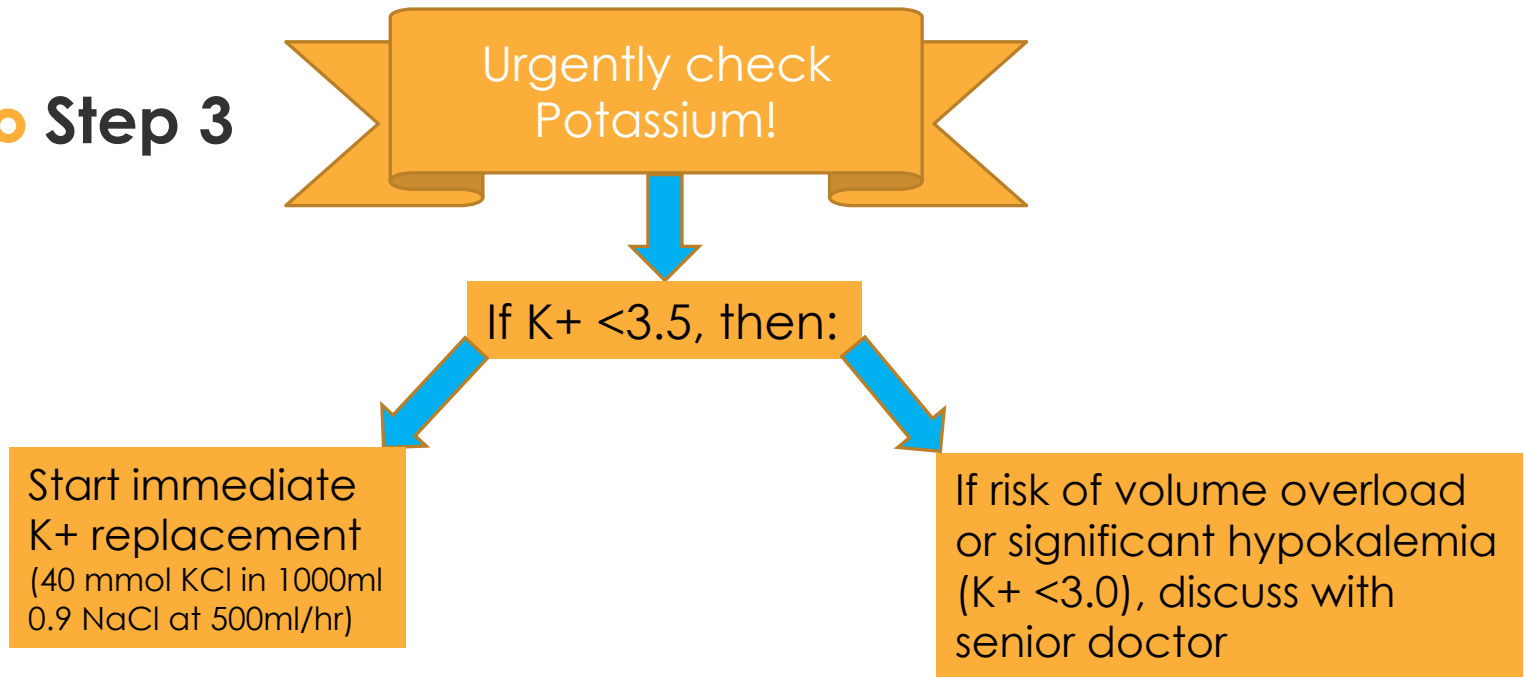 Step 3
Urgently check
Potassium!
If K+ <3.5, then:
Start immediate
K+ replacement
(40 mmol KCl in 1000ml
0.9 NaCl at 500ml/hr)
If risk of volume overload
or significant hypokalemia
(K+ <3.0), discuss with
senior doctor